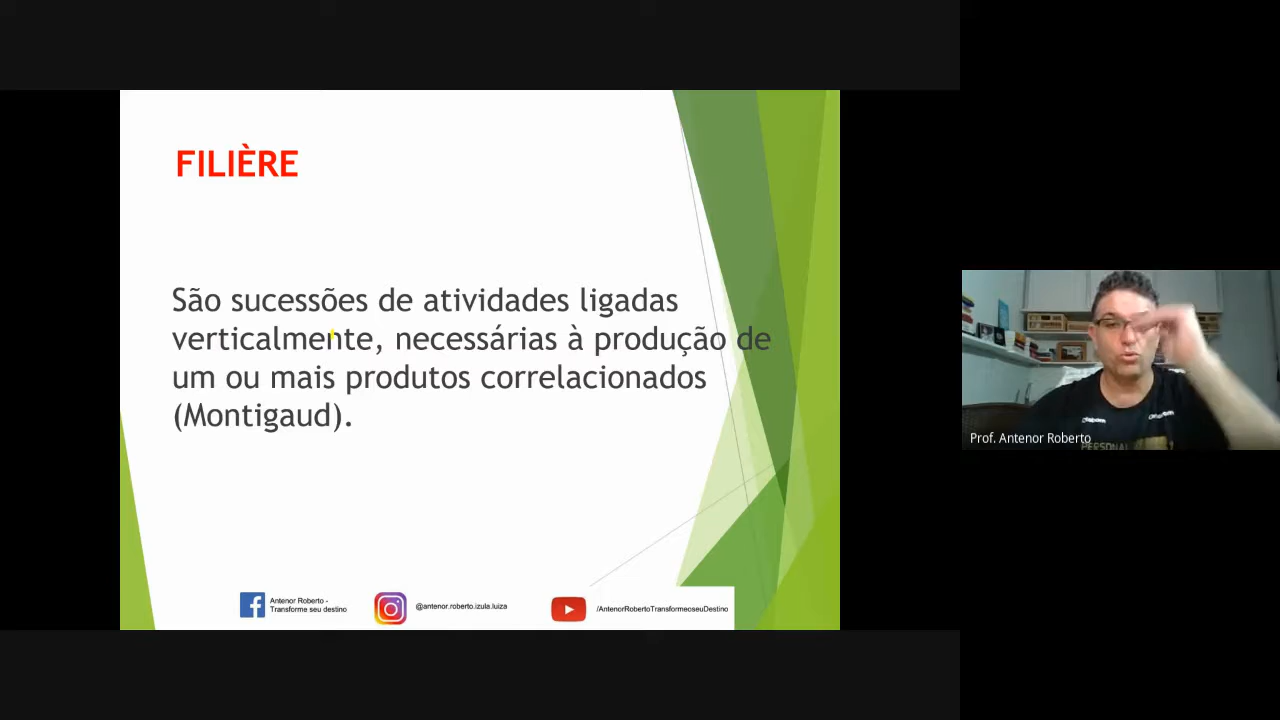 FILIÈRE
São sucessões de atividades ligadas
verticalmente, necessárias à produção de
um ou mais produtos correlacionados
(Montigaud).
Antenor Roberto -
Transforme seu destino
@antenor.roberto.izula.luiza
/AntenorRobertoTransformeoseuDestino
Prof. Antenor Roberto
PERSONAL